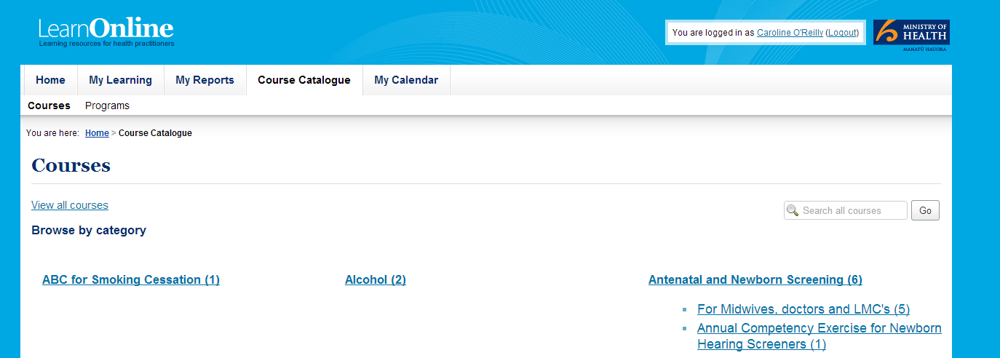 LearnOnline
Learning resources for health practitioners
You are logged in as Caroline O'Reilly (Logout)
MINISTRY OF
HEALTH
MANATŪ HAUORA
Home My Learning My Reports Course Catalogue My Calendar
Courses Programs
You are here: Home > Course Catalogue
Courses
View all courses
Search all courses Go
Browse by category
ABC for Smoking Cessation (1) Alcohol (2) Antenatal and Newborn Screening (6)
For Midwives, doctors and LMC's (5)
Annual Competency Exercise for Newborn
Hearing Screeners (1)